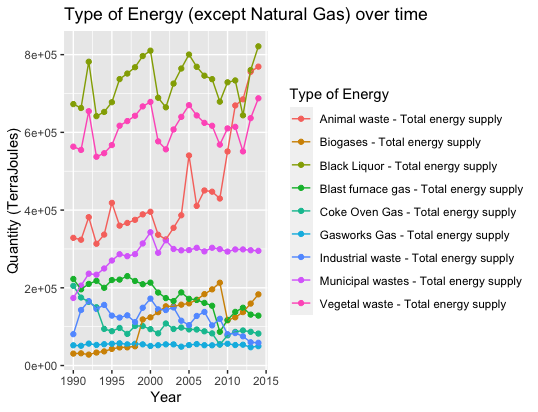 Type of Energy (except Natural Gas) over time
8e+05
6e+05
4e+05
2e+05
0e+00
Quantity (TerraJoules)
1990 1995 2000 2005 2010 2015
Year
Type of Energy
Animal waste - Total energy supply
Biogases - Total energy supply
Black Liquor - Total energy supply
Blast furnace gas - Total energy supply
Coke Oven Gas - Total energy supply
Gasworks Gas - Total energy supply
Industrial waste - Total energy supply
Municipal wastes - Total energy supply
Vegetal waste - Total energy supply